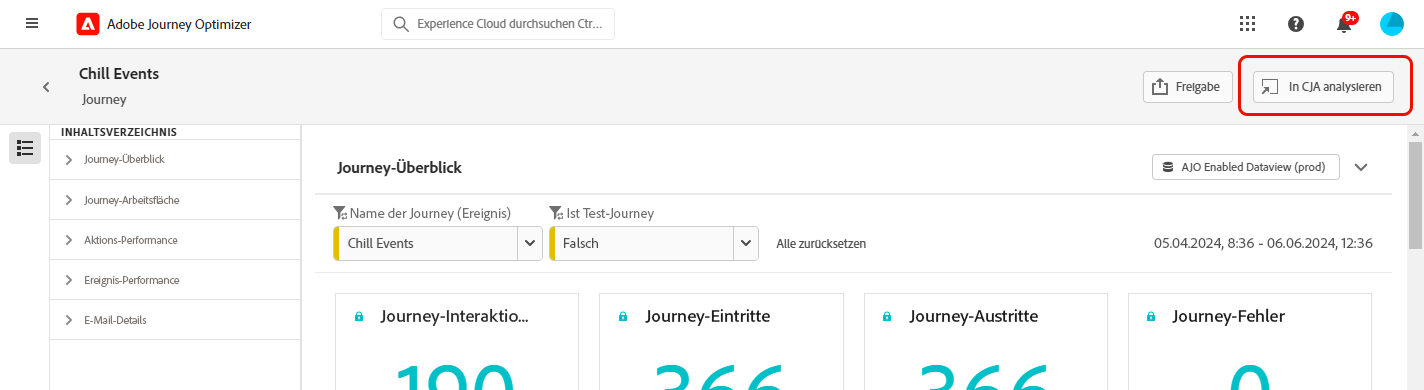 Adobe Journey Optimizer
Experience Cloud durchsuchen Ctr...
9+
Chill Events
Journey
Freigabe
In CJA analysieren
INHALTSVERZEICHNIS
Journey-Überblick
Journey-Arbeitsfläche
Aktions-Performance
Ereignis-Performance
E-Mail-Details
Journey-Überblick
AJO Enabled Dataview (prod)
Name der Journey (Ereignis)
Ist Test-Journey
Chill Events
Falsch
Alle zurücksetzen
05.04.2024, 8:36 - 06.06.2024, 12:36
Journey-Interaktio...
Journey-Eintritte
Journey-Austritte
Journey-Fehler
190
366
366
0